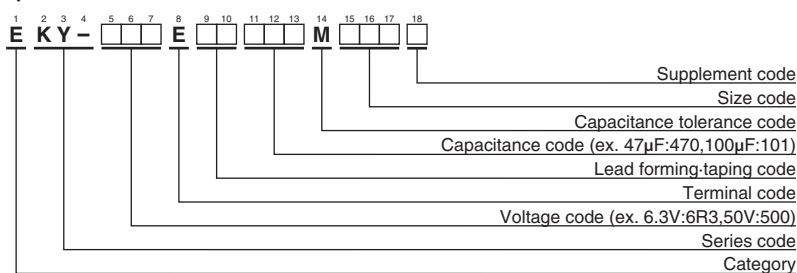 1 2 3 4 5 6 7 8 9 10 11 12 13 14 15 16 17 18
E K Y – □□□ E □□ □□□ M □□□ □
Supplement code
Size code
Capacitance tolerance code
Capacitance code (ex. 47µF:470,100µF:101)
Lead forming·taping code
Terminal code
Voltage code (ex. 6.3V:6R3,50V:500)
Series code
Category